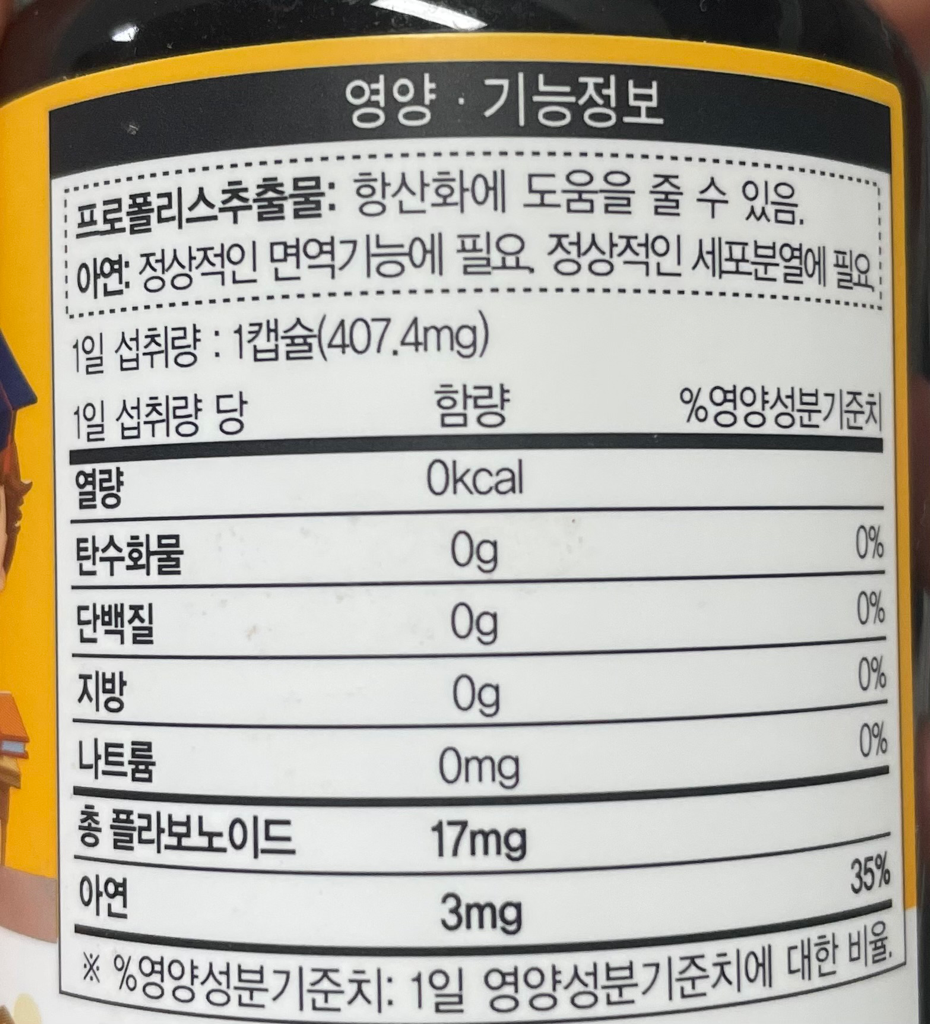 영양 · 기능정보
프로폴리스추출물: 항산화에 도움을 줄 수 있음.
아연: 정상적인 면역기능에 필요. 정상적인 세포분열에 필요.
1일 섭취량 : 1캡슐(407.4mg)
1일 섭취량 당 함량 %영양성분기준치
열량 0kcal
탄수화물 0g 0%
단백질 0g 0%
지방 0g 0%
나트륨 0mg 0%
총 플라보노이드 17mg
아연 3mg 35%
※ %영양성분기준치: 1일 영양성분기준치에 대한 비율.